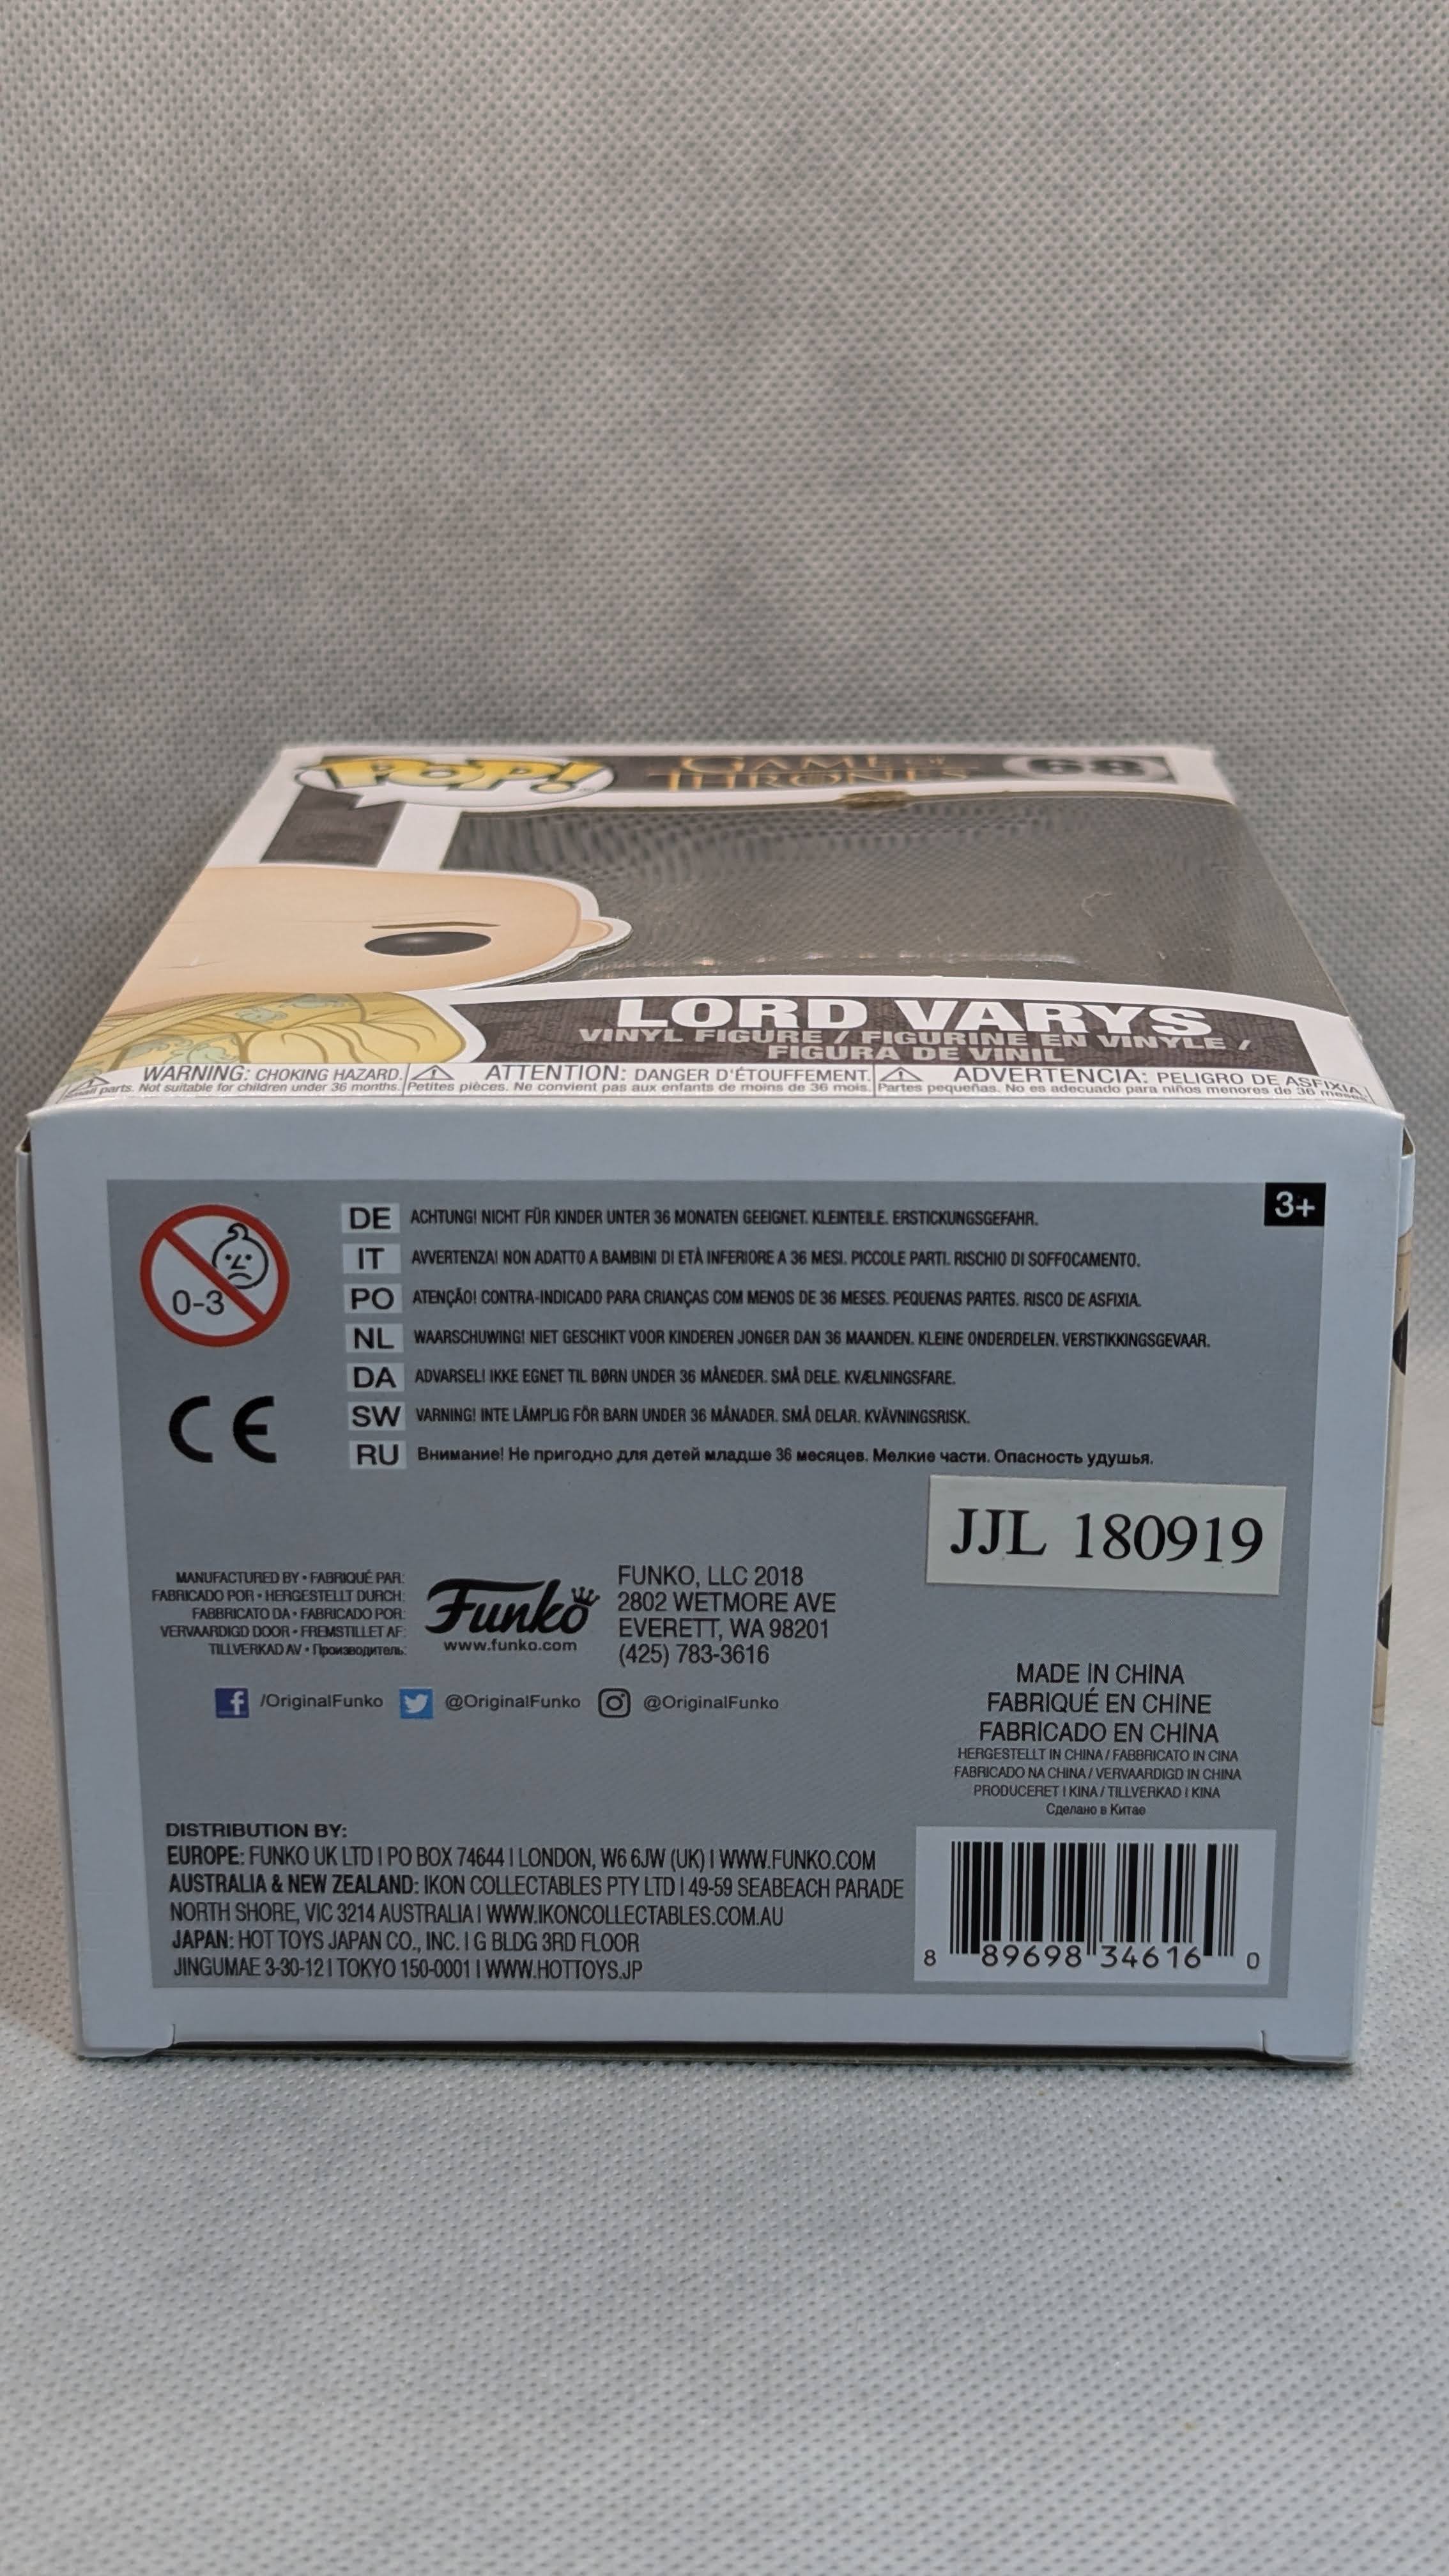 POP!
GAME OF
THRONES
68
LORD VARYS
VINYL FIGURE / FIGURINE EN VINYLE /
FIGURA DE VINIL
WARNING: CHOKING HAZARD.
Small parts. Not suitable for children under 36 months.
ATTENTION: DANGER D'ÉTOUFFEMENT.
Petites pièces. Ne convient pas aux enfants de moins de 36 mois.
ADVERTENCIA: PELIGRO DE ASFIXIA
Partes pequeñas. No es adecuado para niños menores de 36 meses
0-3
3+
DE ACHTUNG! NICHT FÜR KINDER UNTER 36 MONATEN GEEIGNET. KLEINTEILE. ERSTICKUNGSGEFAHR.
IT AVVERTENZA! NON ADATTO A BAMBINI DI ETÀ INFERIORE A 36 MESI. PICCOLE PARTI. RISCHIO DI SOFFOCAMENTO.
PO ATENÇÃO! CONTRA-INDICADO PARA CRIANÇAS COM MENOS DE 36 MESES. PEQUENAS PARTES. RISCO DE ASFIXIA.
NL WAARSCHUWING! NIET GESCHIKT VOOR KINDEREN JONGER DAN 36 MAANDEN. KLEINE ONDERDELEN. VERSTIKKINGSGEVAAR.
DA ADVARSEL! IKKE EGNET TIL BØRN UNDER 36 MÅNEDER. SMÅ DELE. KVÆLNINGSFARE.
SW VARNING! INTE LÄMPLIG FÖR BARN UNDER 36 MÅNADER. SMÅ DELAR. KVÄVNINGSRISK.
RU Внимание! Не пригодно для детей младше 36 месяцев. Мелкие части. Опасность удушья.
CE
JJL 180919
MANUFACTURED BY • FABRIQUÉ PAR:
FABRICADO POR • HERGESTELLT DURCH:
FABBRICATO DA • FABRICADO POR:
VERVAARDIGD DOOR • FREMSTILLET AF:
TILLVERKAD AV • Производитель:
Funko
www.funko.com
FUNKO, LLC 2018
2802 WETMORE AVE
EVERETT, WA 98201
(425) 783-3616
/OriginalFunko @OriginalFunko @OriginalFunko
MADE IN CHINA
FABRIQUÉ EN CHINE
FABRICADO EN CHINA
HERGESTELLT IN CHINA / FABBRICATO IN CINA
FABRICADO NA CHINA / VERVAARDIGD IN CHINA
PRODUCERET I KINA / TILLVERKAD I KINA
Сделано в Китае
DISTRIBUTION BY:
EUROPE: FUNKO UK LTD | PO BOX 74644 | LONDON, W6 6JW (UK) | WWW.FUNKO.COM
AUSTRALIA & NEW ZEALAND: IKON COLLECTABLES PTY LTD | 49-59 SEABEACH PARADE
NORTH SHORE, VIC 3214 AUSTRALIA | WWW.IKONCOLLECTABLES.COM.AU
JAPAN: HOT TOYS JAPAN CO., INC. | G BLDG 3RD FLOOR
JINGUMAE 3-30-12 | TOKYO 150-0001 | WWW.HOTTOYS.JP
8 89698 34616 0